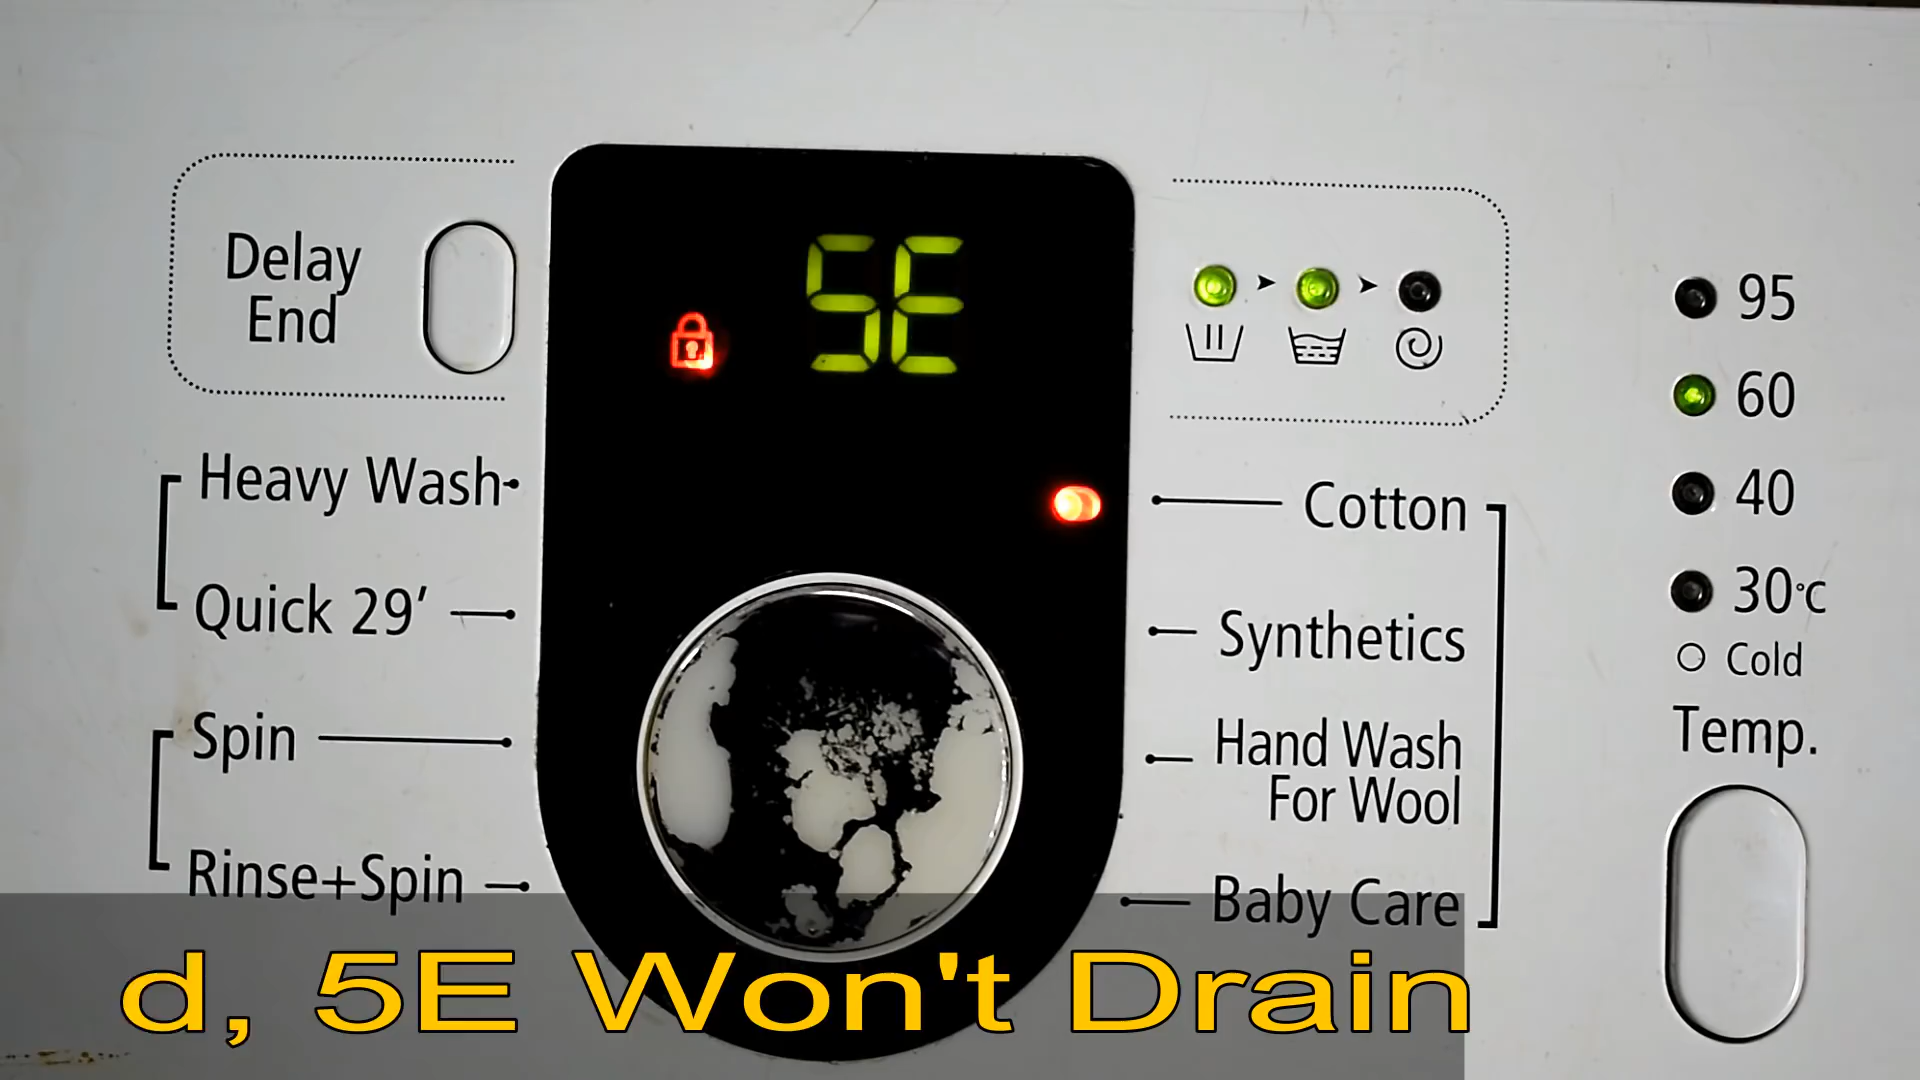 5E
Delay
End
Heavy Wash
Quick 29’
Spin
Rinse+Spin
Cotton
Synthetics
Hand Wash
For Wool
Baby Care
95
60
40
30°C
Cold
Temp.
d, 5E Won't Drain